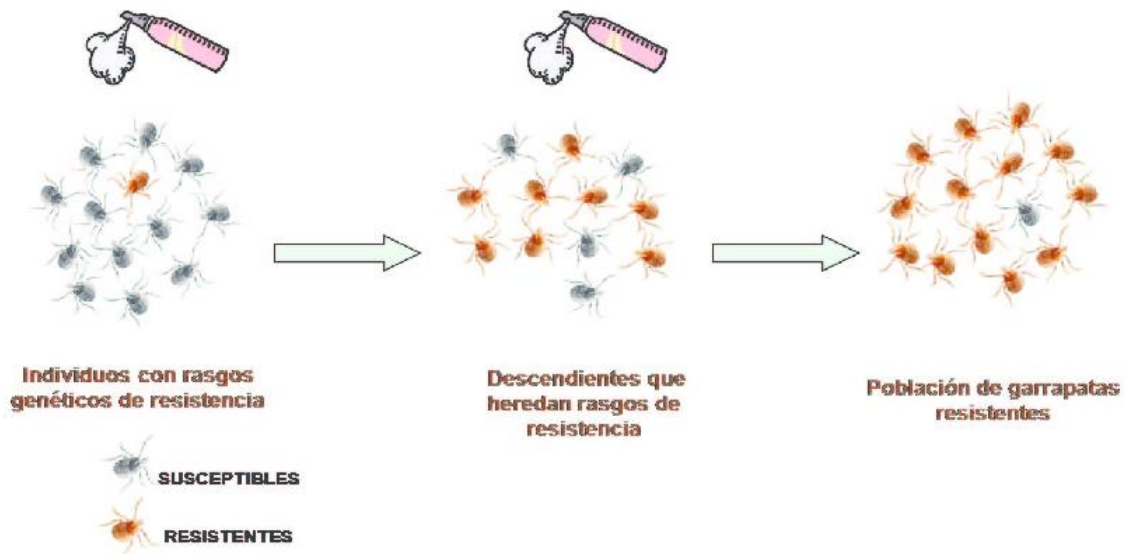 Individuos con rasgos
genéticos de resistencia
Descendientes que
heredan rasgos de
resistencia
Población de garrapatas
resistentes
SUSCEPTIBLES
RESISTENTES